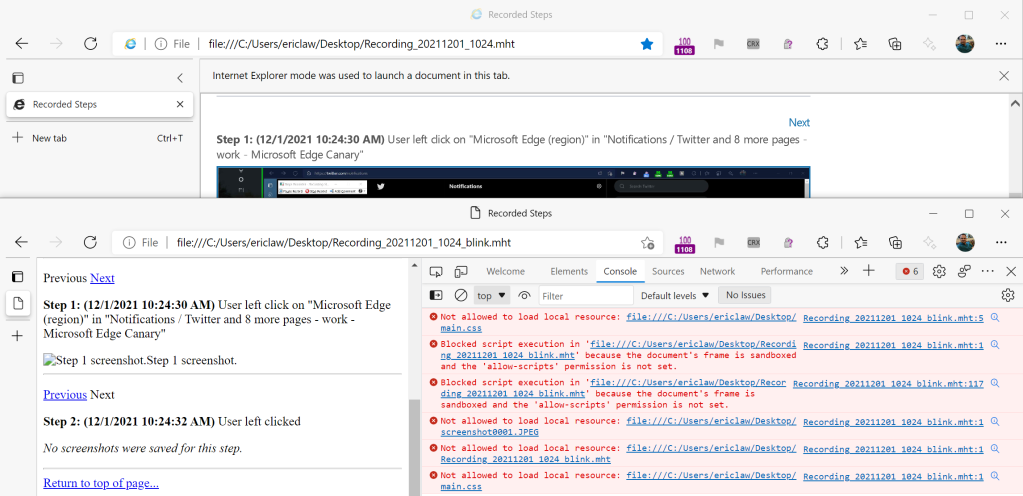 Recorded Steps
File
file:///C:/Users/ericlaw/Desktop/Recording_20211201_1024.mht
100
1108
CRX
Internet Explorer mode was used to launch a document in this tab.
Recorded Steps
New tab
Ctrl+T
Next
Step 1: (12/1/2021 10:24:30 AM) User left click on "Microsoft Edge (region)" in "Notifications / Twitter and 8 more pages -
work - Microsoft Edge Canary"
Notifications
Recorded Steps
File
file:///C:/Users/ericlaw/Desktop/Recording_20211201_1024_blink.mht
100
1108
CRX
Previous Next
Step 1: (12/1/2021 10:24:30 AM) User left click on "Microsoft Edge
(region)" in "Notifications / Twitter and 8 more pages - work -
Microsoft Edge Canary"
Step 1 screenshot.Step 1 screenshot.
Previous Next
Step 2: (12/1/2021 10:24:32 AM) User left clicked
No screenshots were saved for this step.
Return to top of page...
Welcome Elements Console Sources Network Performance
6
top
Filter
Default levels
No Issues
Not allowed to load local resource: file:///C:/Users/ericlaw/Desktop/ Recording 20211201 1024 blink.mht:5
main.css
Blocked script execution in 'file:///C:/Users/ericlaw/Desktop/Recordi Recording 20211201 1024 blink.mht:1
ng 20211201 1024 blink.mht' because the document's frame is sandboxed
and the 'allow-scripts' permission is not set.
Blocked script execution in 'file:///C:/Users/ericlaw/Desktop/Recor Recording 20211201 1024 blink.mht:117
ding 20211201 1024 blink.mht' because the document's frame is
sandboxed and the 'allow-scripts' permission is not set.
Not allowed to load local resource: file:///C:/Users/ericlaw/Desktop/ Recording 20211201 1024 blink.mht:1
screenshot0001.JPEG
Not allowed to load local resource: file:///C:/Users/ericlaw/Desktop/ Recording 20211201 1024 blink.mht:1
Recording 20211201 1024 blink.mht
Not allowed to load local resource: file:///C:/Users/ericlaw/Desktop/ Recording 20211201 1024 blink.mht:1
main.css